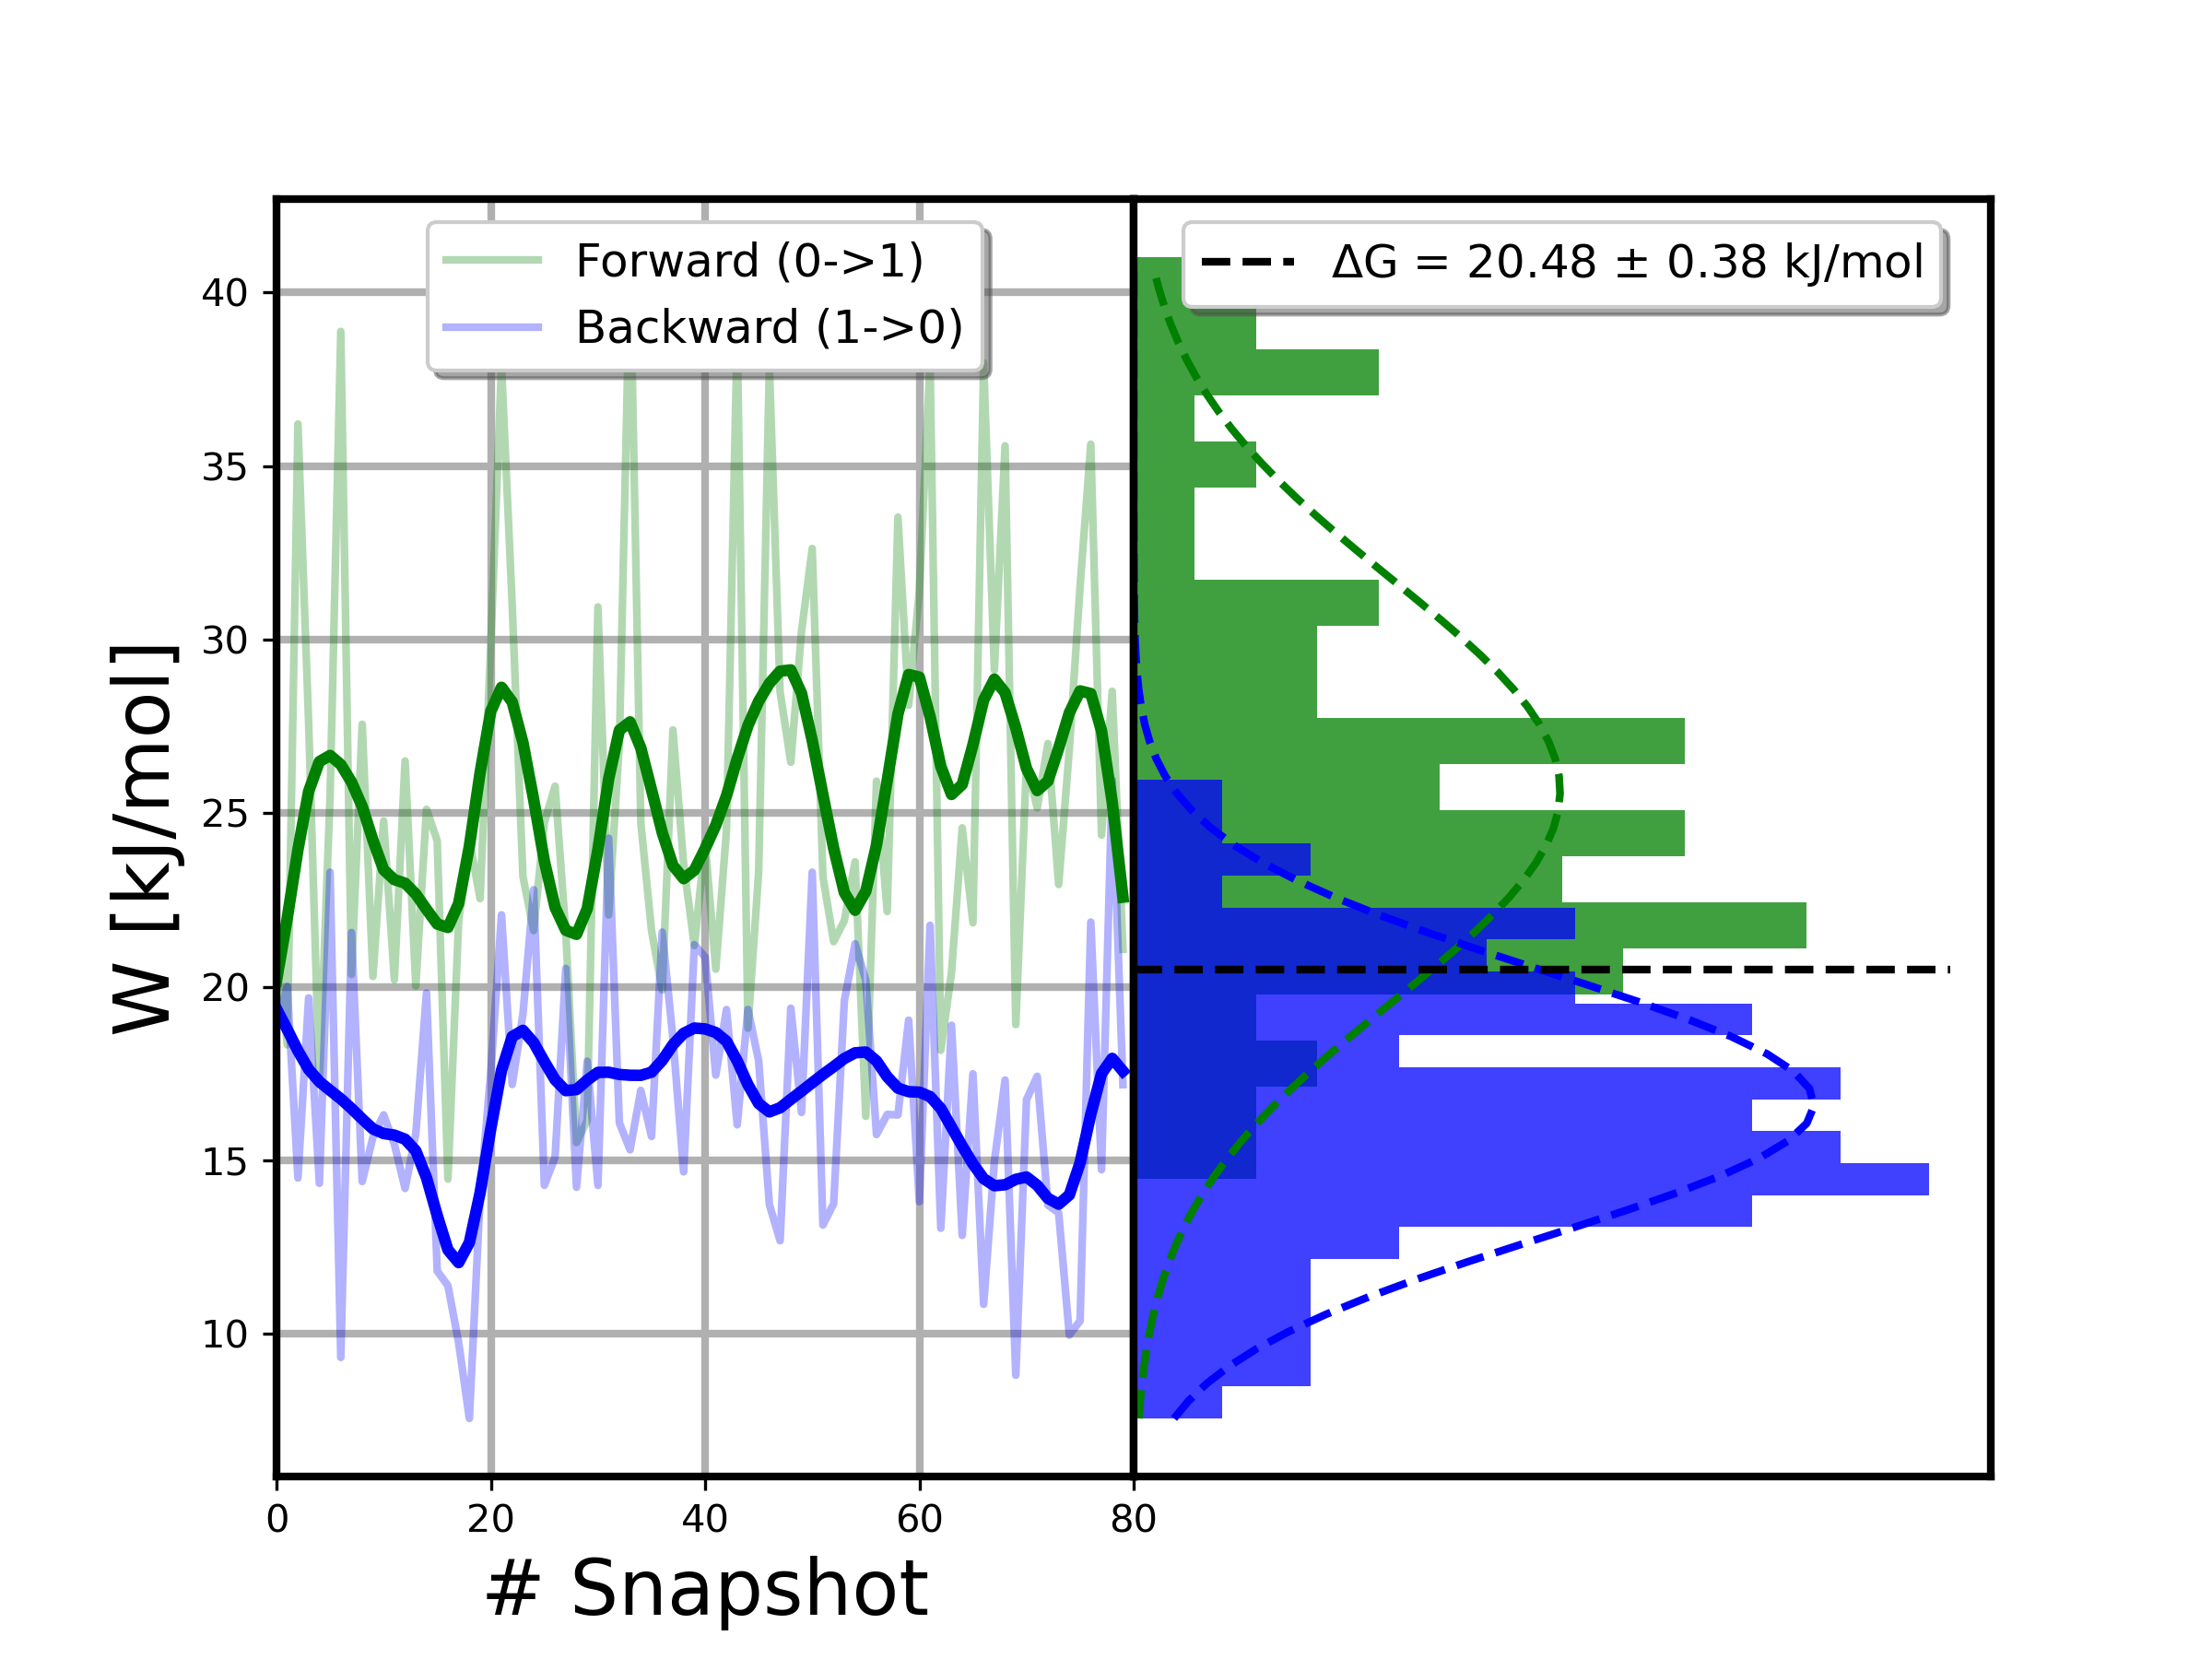 Forward (0->1)
Backward (1->0)
ΔG = 20.48 ± 0.38 kJ/mol
40
35
30
25
20
15
10
W [kJ/mol]
0
20
40
60
80
# Snapshot